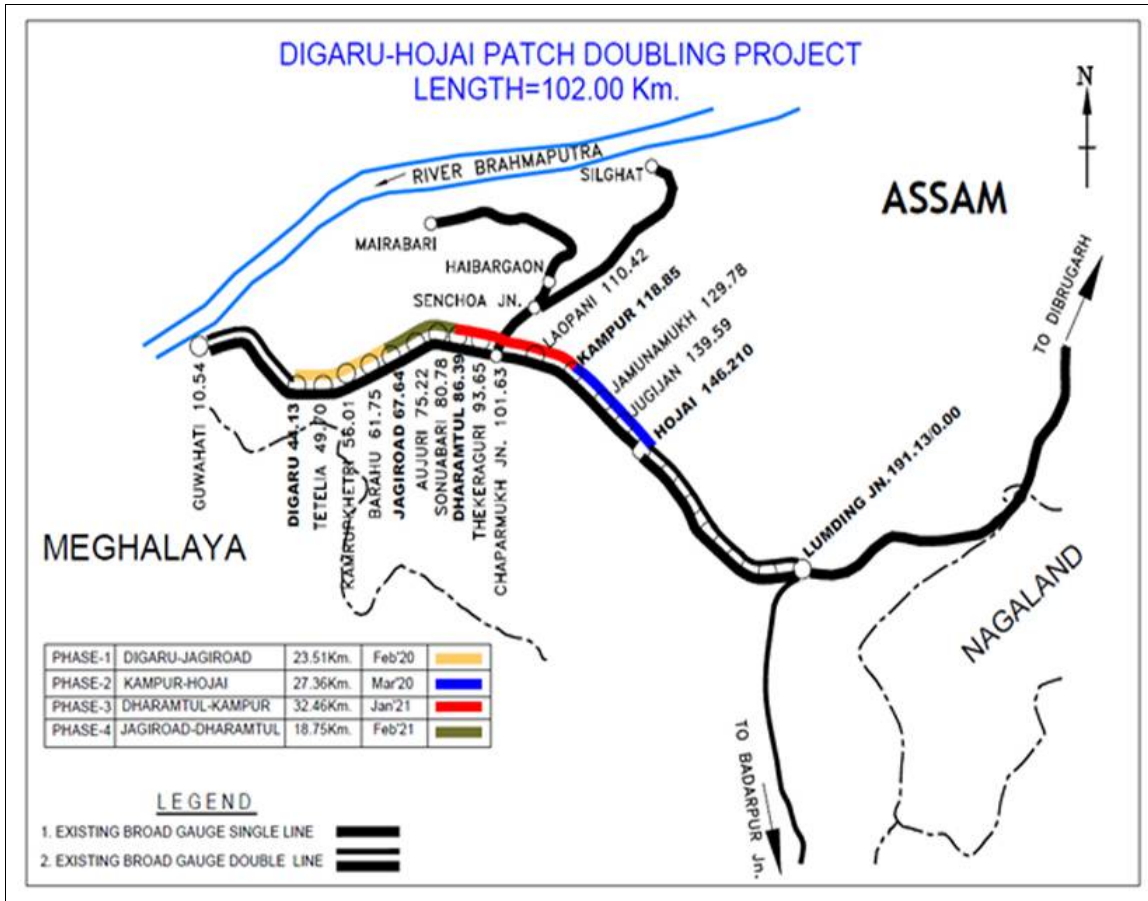 DIGARU-HOJAI PATCH DOUBLING PROJECT
LENGTH=102.00 Km.
N
RIVER BRAHMAPUTRA
SILGHAT
ASSAM
MAIRABARI
HAIBARGAON
SENCHOA JN.
LAOPANI 110.42
KAMPUR 118.85
JAMUNAMUKH 129.78
JUGIJAN 139.59
HOJAI 146.210
TO DIBRUGARH
GUWAHATI 10.54
DIGARU 44.13
TETELIA 49.70
KAMRUPKHETRI 56.01
BARAHU 61.75
JAGIROAD 67.64
AUJURI 75.22
SONUABARI 80.78
DHARAMTUL 86.39
THEKERAGURI 93.65
CHAPARMUKH JN. 101.63
LUMDING JN.191.13/0.00
MEGHALAYA
NAGALAND
TO BADARPUR Jn.
PHASE-1 DIGARU-JAGIROAD 23.51Km. Feb'20
PHASE-2 KAMPUR-HOJAI 27.36Km. Mar'20
PHASE-3 DHARAMTUL-KAMPUR 32.46Km. Jan'21
PHASE-4 JAGIROAD-DHARAMTUL 18.75Km. Feb'21
LEGEND
1. EXISTING BROAD GAUGE SINGLE LINE
2. EXISTING BROAD GAUGE DOUBLE LINE